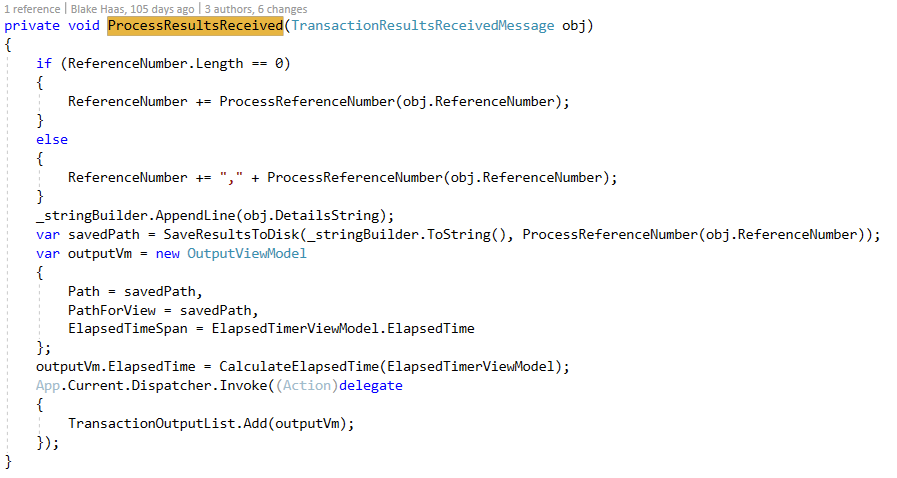 1 reference | Blake Haas, 105 days ago | 3 authors, 6 changes
private void ProcessResultsReceived(TransactionResultsReceivedMessage obj)
{
    if (ReferenceNumber.Length == 0)
    {
        ReferenceNumber += ProcessReferenceNumber(obj.ReferenceNumber);
    }
    else
    {
        ReferenceNumber += "," + ProcessReferenceNumber(obj.ReferenceNumber);
    }
    _stringBuilder.AppendLine(obj.DetailsString);
    var savedPath = SaveResultsToDisk(_stringBuilder.ToString(), ProcessReferenceNumber(obj.ReferenceNumber));
    var outputVm = new OutputViewModel
    {
        Path = savedPath,
        PathForView = savedPath,
        ElapsedTimeSpan = ElapsedTimerViewModel.ElapsedTime
    };
    outputVm.ElapsedTime = CalculateElapsedTime(ElapsedTimerViewModel);
    App.Current.Dispatcher.Invoke((Action)delegate
    {
        TransactionOutputList.Add(outputVm);
    });
}